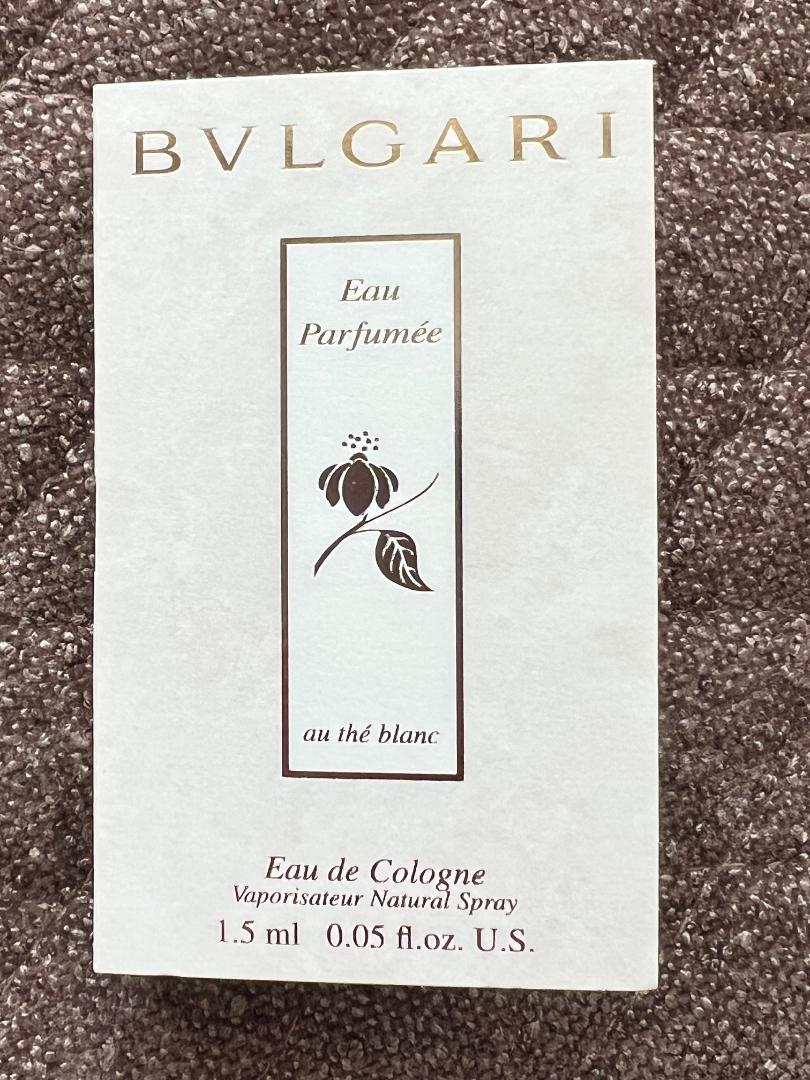 BVLGARI
Eau
Parfumée
au thé blanc
Eau de Cologne
Vaporisateur Natural Spray
1.5 ml 0.05 fl.oz. U.S.